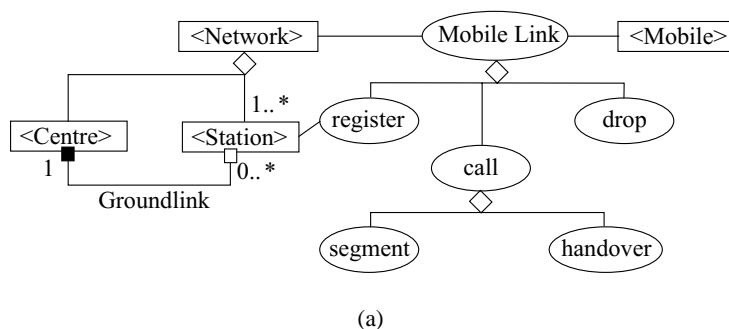 <Network>
Mobile Link
<Mobile>
1..*
<Centre>
<Station>
register
drop
1
0..*
call
Groundlink
segment
handover
(a)